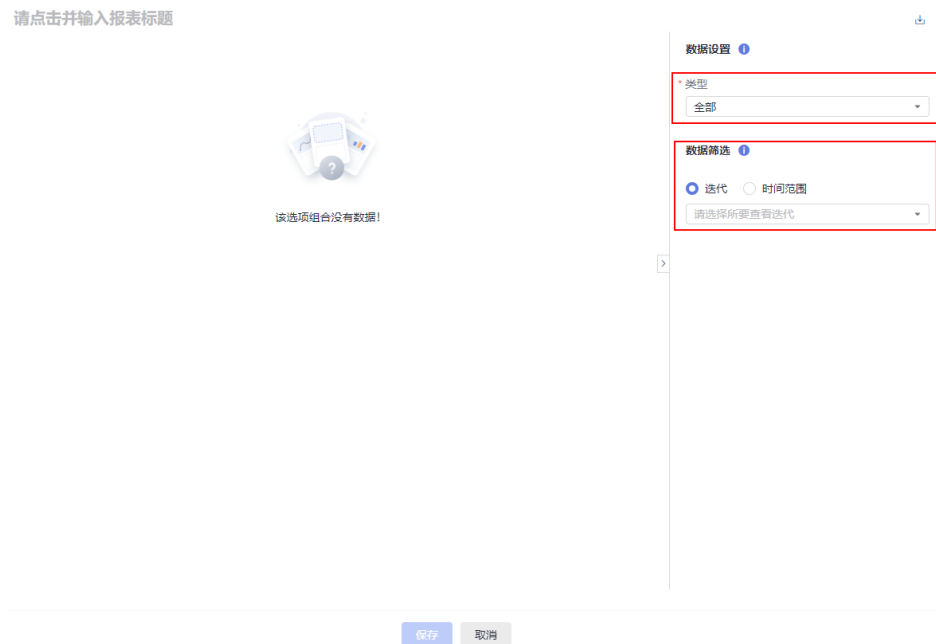 请点击并输入报表标题
数据设置
* 类型
全部
数据筛选
迭代 时间范围
请选择所要查看迭代
该选项组合没有数据!
保存 取消